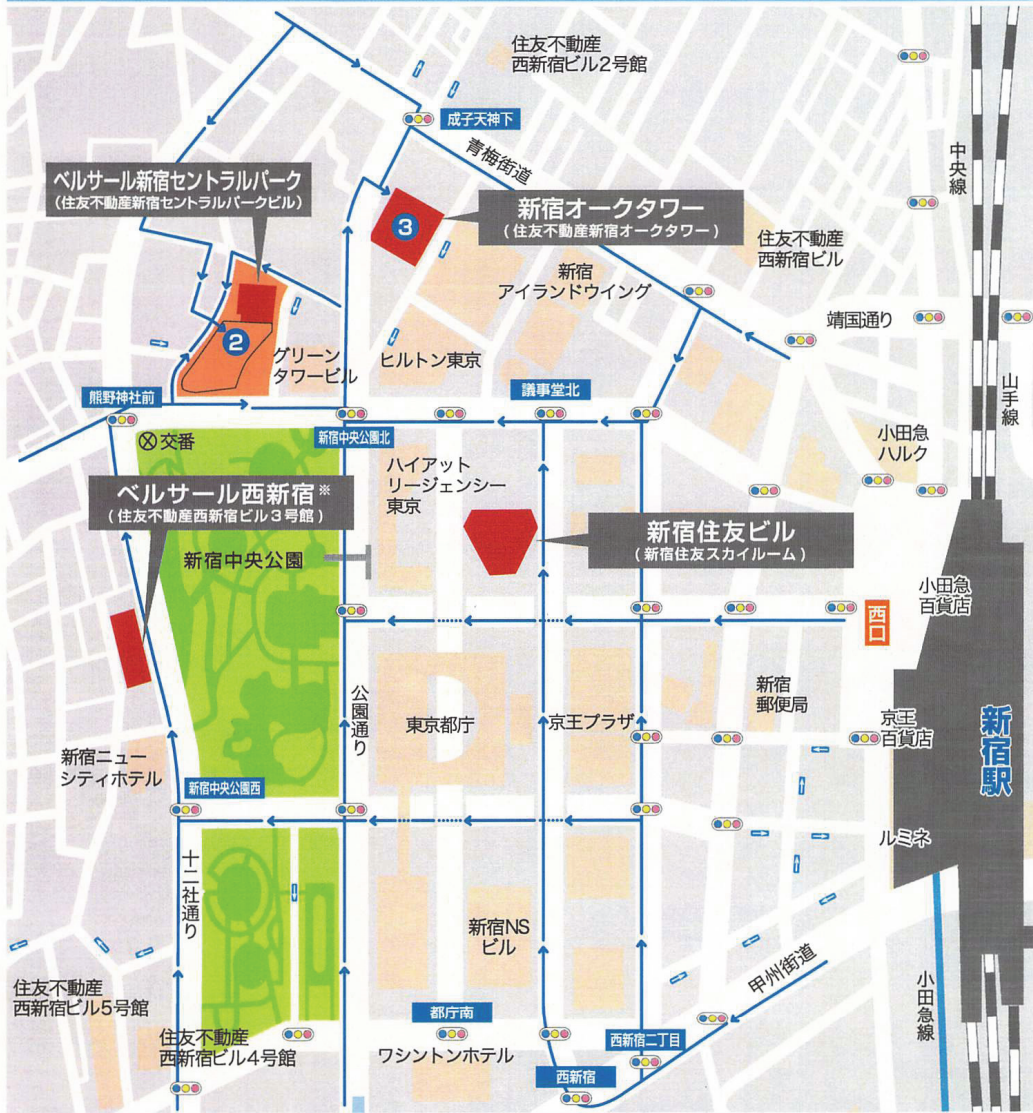 住友不動産
西新宿ビル2号館
成子天神下
青梅街道
中央線
ベルサール新宿セントラルパーク
(住友不動産新宿セントラルパークビル)
3
新宿オークタワー
(住友不動産新宿オークタワー)
住友不動産
西新宿ビル
新宿
アイランドウイング
靖国通り
2
グリーン
タワービル
ヒルトン東京
山手線
熊野神社前
議事堂北
交番
新宿中央公園北
小田急
ハルク
ハイアット
リージェンシー
東京
ベルサール西新宿※
(住友不動産西新宿ビル3号館)
新宿住友ビル
(新宿住友スカイルーム)
新宿中央公園
小田急
百貨店
西口
公園通り
東京都庁
京王プラザ
新宿
郵便局
京王
百貨店
新宿駅
新宿ニュー
シティホテル
新宿中央公園西
ルミネ
十二社通り
新宿NS
ビル
甲州街道
小田急線
住友不動産
西新宿ビル5号館
住友不動産
西新宿ビル4号館
都庁南
ワシントンホテル
西新宿二丁目
西新宿